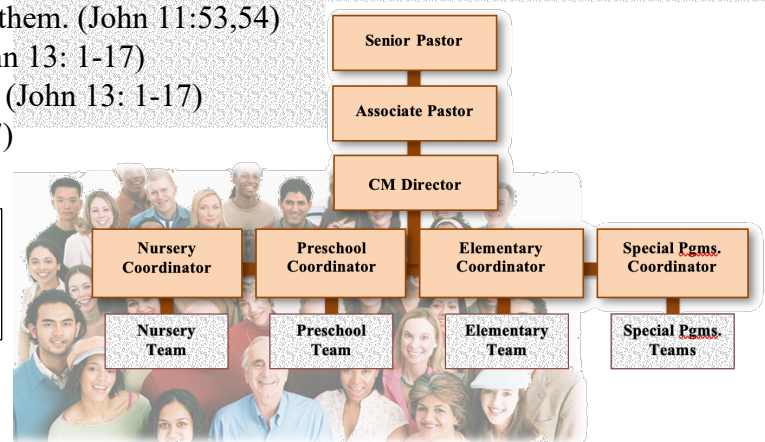 them. (John 11:53,54)
n 13: 1-17)
(John 13: 1-17)
)
Senior Pastor
Associate Pastor
CM Director
Nursery
Coordinator
Preschool
Coordinator
Elementary
Coordinator
Special Pgms.
Coordinator
Nursery
Team
Preschool
Team
Elementary
Team
Special Pgms.
Teams